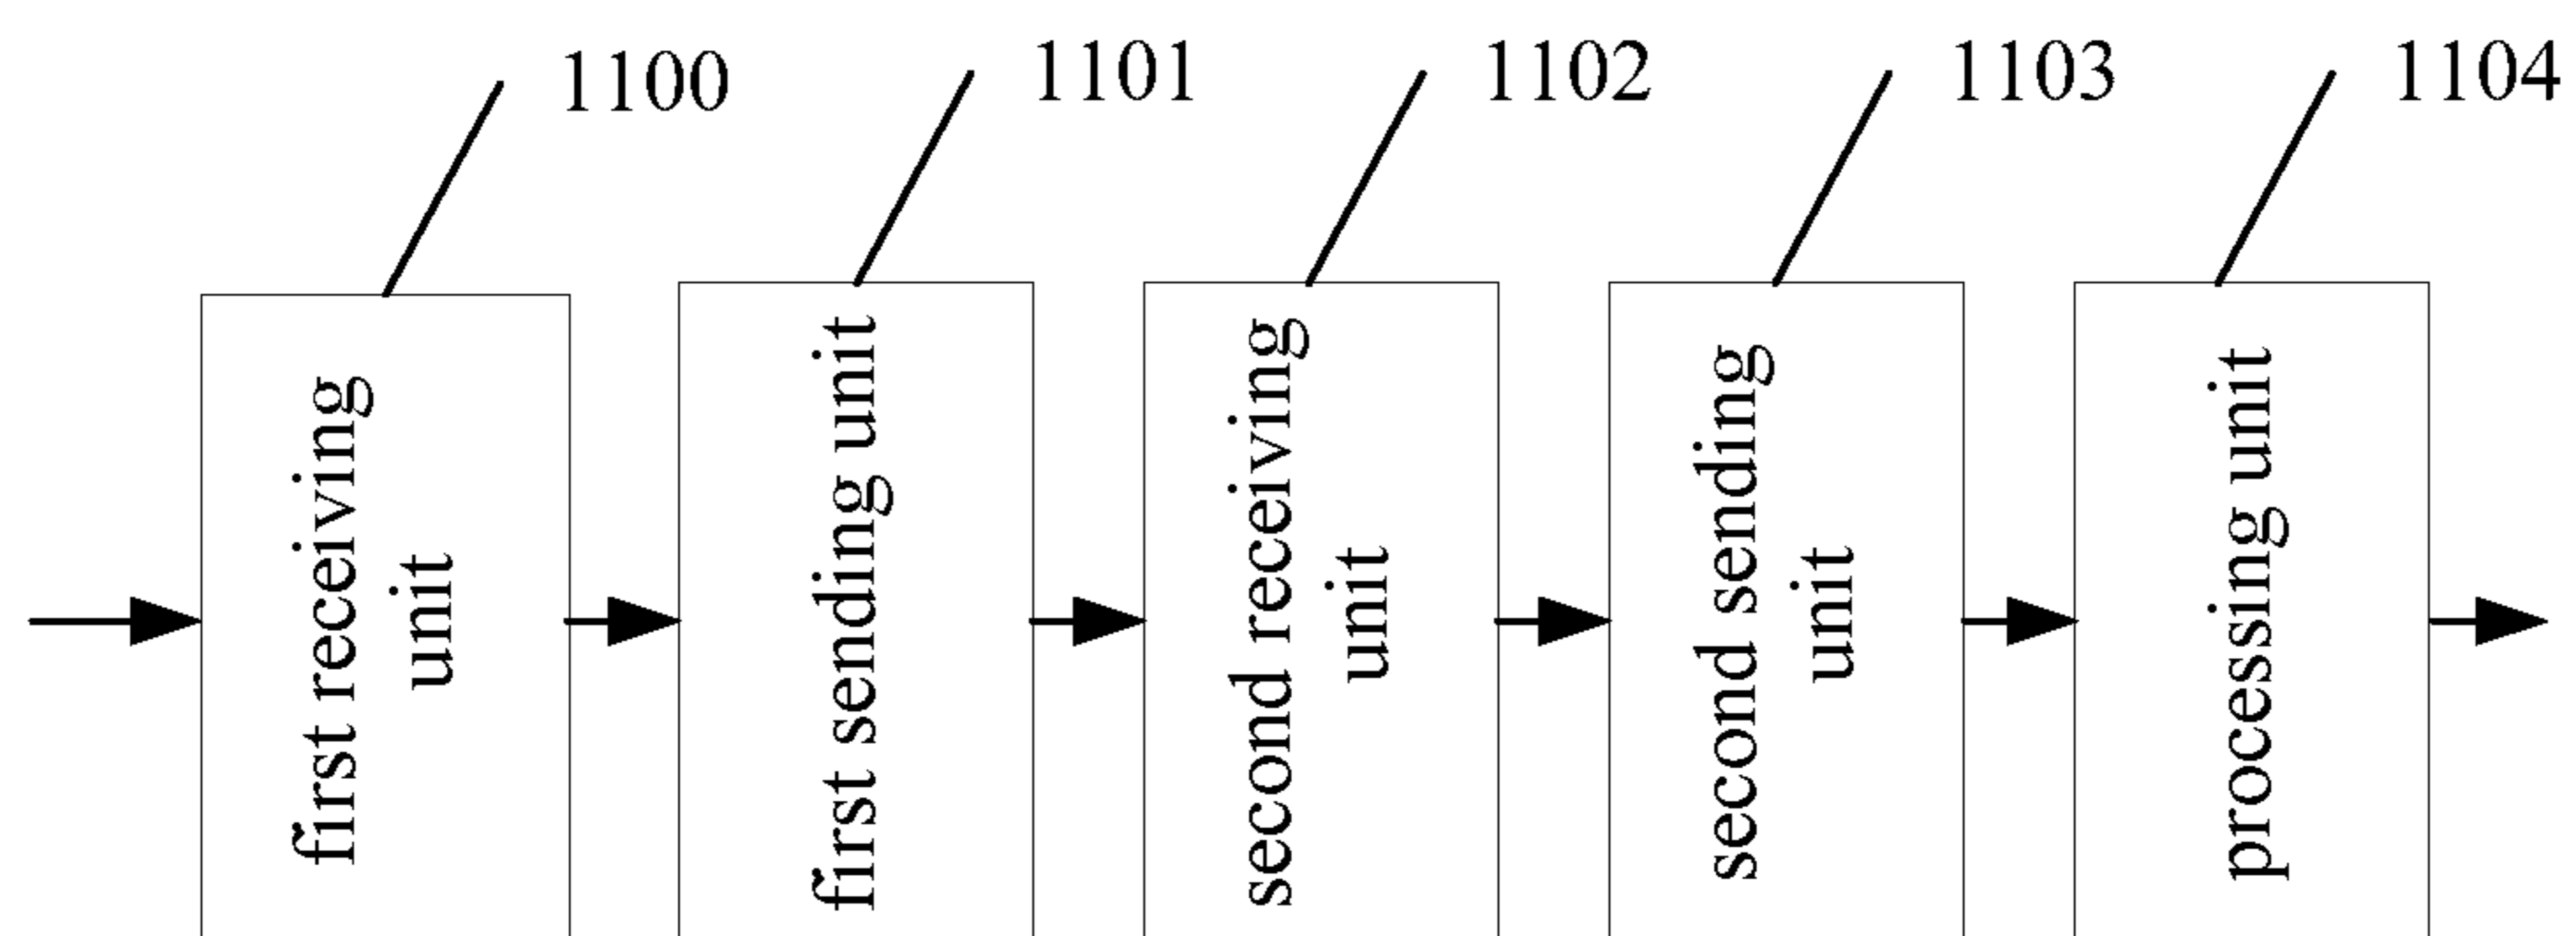 1100
1101
1102
1103
1104
first receiving
unit
first sending unit
second receiving
unit
second sending
unit
processing unit